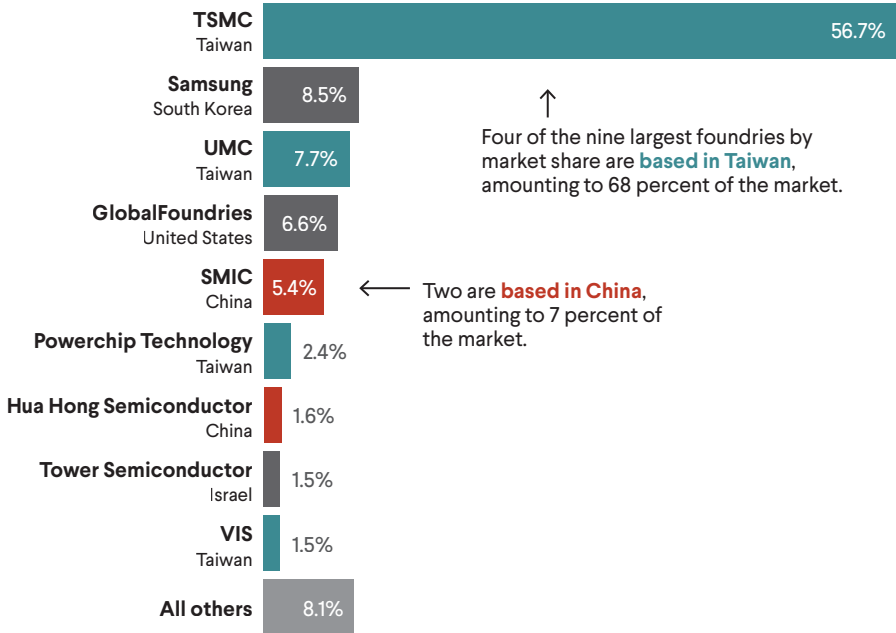 TSMC
Taiwan
56.7%
Samsung
South Korea
8.5%
Four of the nine largest foundries by
market share are based in Taiwan,
amounting to 68 percent of the market.
UMC
Taiwan
7.7%
GlobalFoundries
United States
6.6%
SMIC
China
5.4%
Two are based in China,
amounting to 7 percent of
the market.
Powerchip Technology
Taiwan
2.4%
Hua Hong Semiconductor
China
1.6%
Tower Semiconductor
Israel
1.5%
VIS
Taiwan
1.5%
All others
8.1%